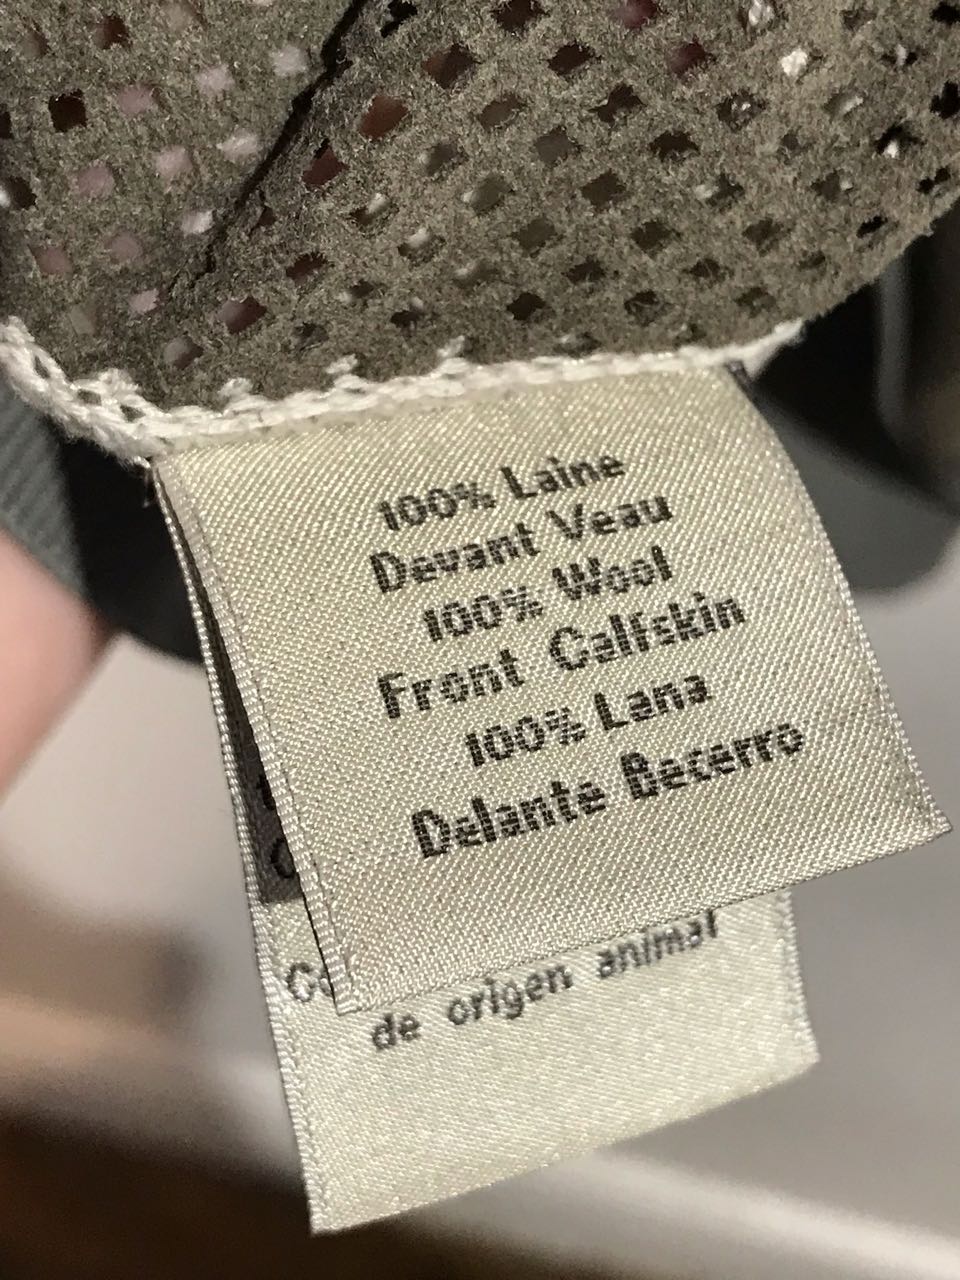 100% Laine
Devant Veau
100% Wool
Front Calfskin
100% Lana
Delante Becerro
de origen animal